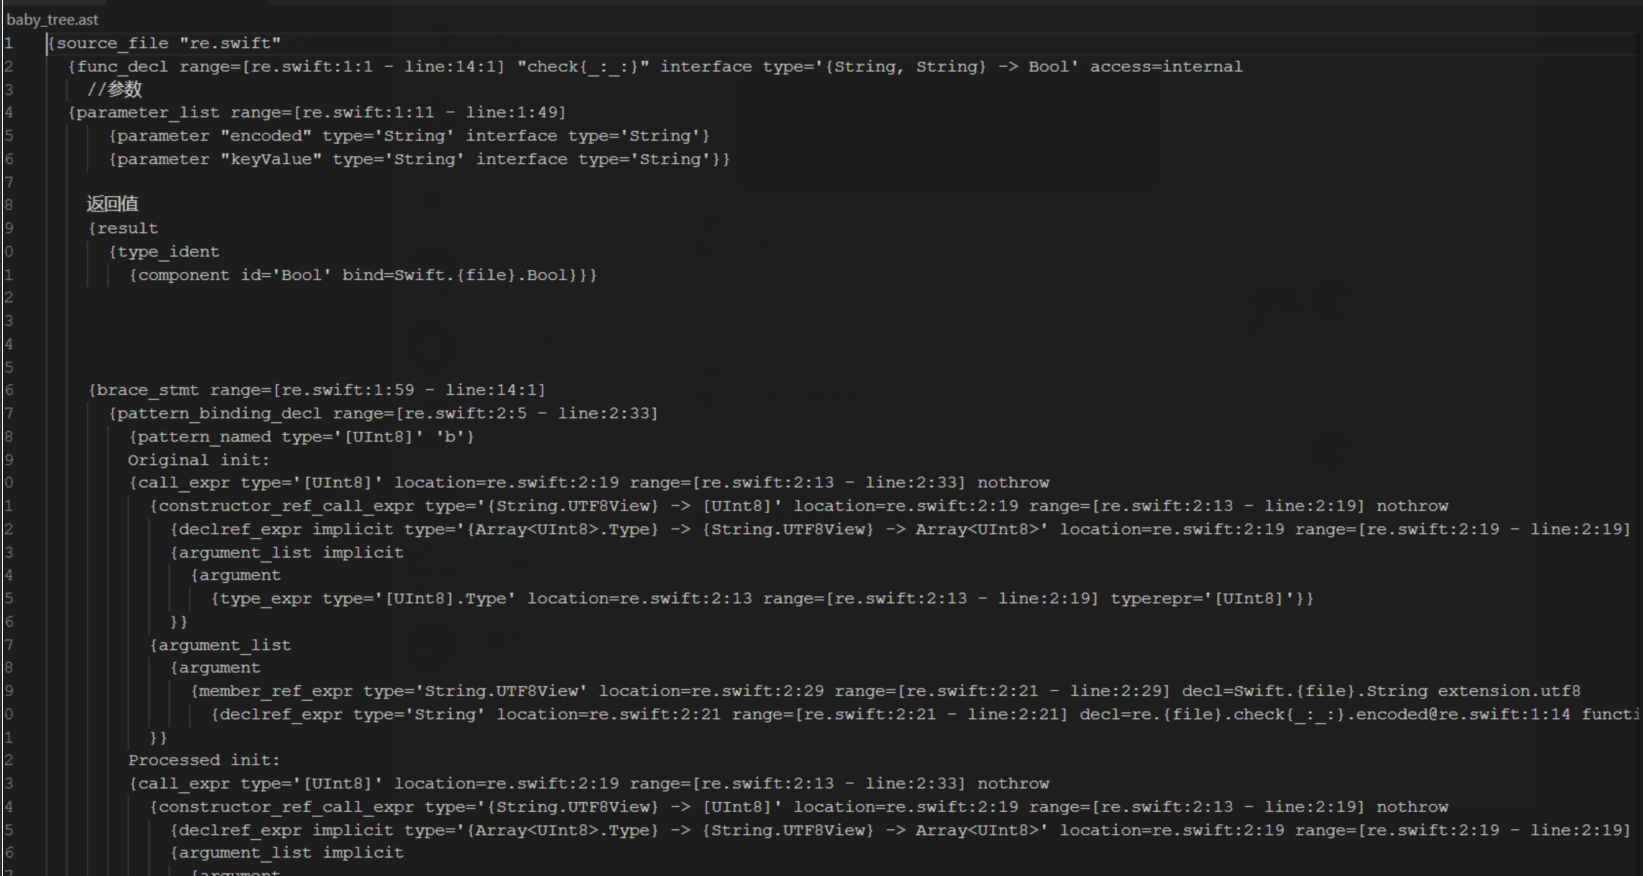 baby_tree.ast
1 {source_file "re.swift"
2 {func_decl range=[re.swift:1:1 - line:14:1] "check{_:_:}" interface type='{String, String} -> Bool' access=internal
3 //参数
4 {parameter_list range=[re.swift:1:11 - line:1:49]
5 {parameter "encoded" type='String' interface type='String'}
6 {parameter "keyValue" type='String' interface type='String'}}
7
8 返回值
9 {result
0 {type_ident
1 {component id='Bool' bind=Swift.{file}.Bool}}}
2
3
4
5
6 {brace_stmt range=[re.swift:1:59 - line:14:1]
7 {pattern_binding_decl range=[re.swift:2:5 - line:2:33]
8 {pattern_named type='[UInt8]' 'b'}
9 Original init:
0 {call_expr type='[UInt8]' location=re.swift:2:19 range=[re.swift:2:13 - line:2:33] nothrow
1 {constructor_ref_call_expr type='{String.UTF8View} -> [UInt8]' location=re.swift:2:19 range=[re.swift:2:13 - line:2:19] nothrow
2 {declref_expr implicit type='{Array<UInt8>.Type} -> {String.UTF8View} -> Array<UInt8>' location=re.swift:2:19 range=[re.swift:2:19 - line:2:19]
3 {argument_list implicit
4 {argument
5 {type_expr type='[UInt8].Type' location=re.swift:2:13 range=[re.swift:2:13 - line:2:19] typerepr='[UInt8]'}}
6 }}
7 {argument_list
8 {argument
9 {member_ref_expr type='String.UTF8View' location=re.swift:2:29 range=[re.swift:2:21 - line:2:29] decl=Swift.{file}.String extension.utf8
0 {declref_expr type='String' location=re.swift:2:21 range=[re.swift:2:21 - line:2:21] decl=re.{file}.check{_:_:}.encoded@re.swift:1:14 functi
1 }}
2 Processed init:
3 {call_expr type='[UInt8]' location=re.swift:2:19 range=[re.swift:2:13 - line:2:33] nothrow
4 {constructor_ref_call_expr type='{String.UTF8View} -> [UInt8]' location=re.swift:2:19 range=[re.swift:2:13 - line:2:19] nothrow
5 {declref_expr implicit type='{Array<UInt8>.Type} -> {String.UTF8View} -> Array<UInt8>' location=re.swift:2:19 range=[re.swift:2:19 - line:2:19]
6 {argument_list implicit
7 {argument